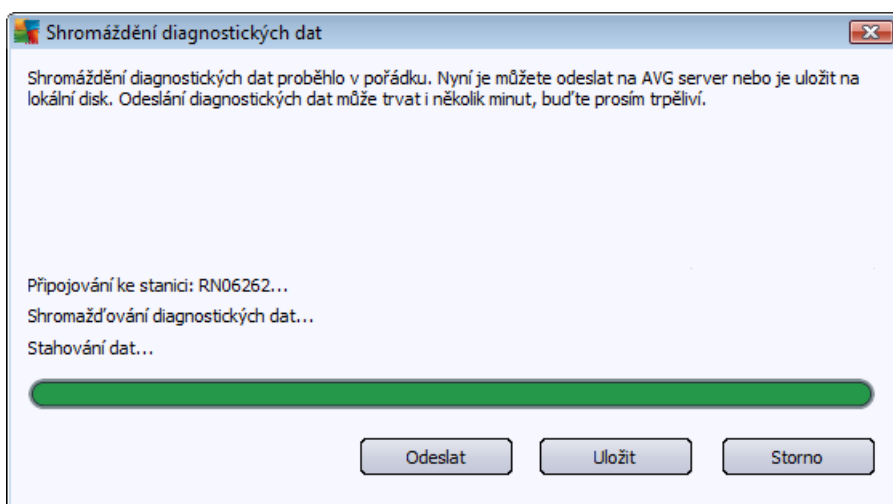 Shromáždění diagnostických dat
Shromáždění diagnostických dat proběhlo v pořádku. Nyní je můžete odeslat na AVG server nebo je uložit na
lokální disk. Odeslání diagnostických dat může trvat i několik minut, buďte prosím trpěliví.
Připojování ke stanici: RN06262...
Shromažďování diagnostických dat...
Stahování dat...
Odeslat Uložit Storno